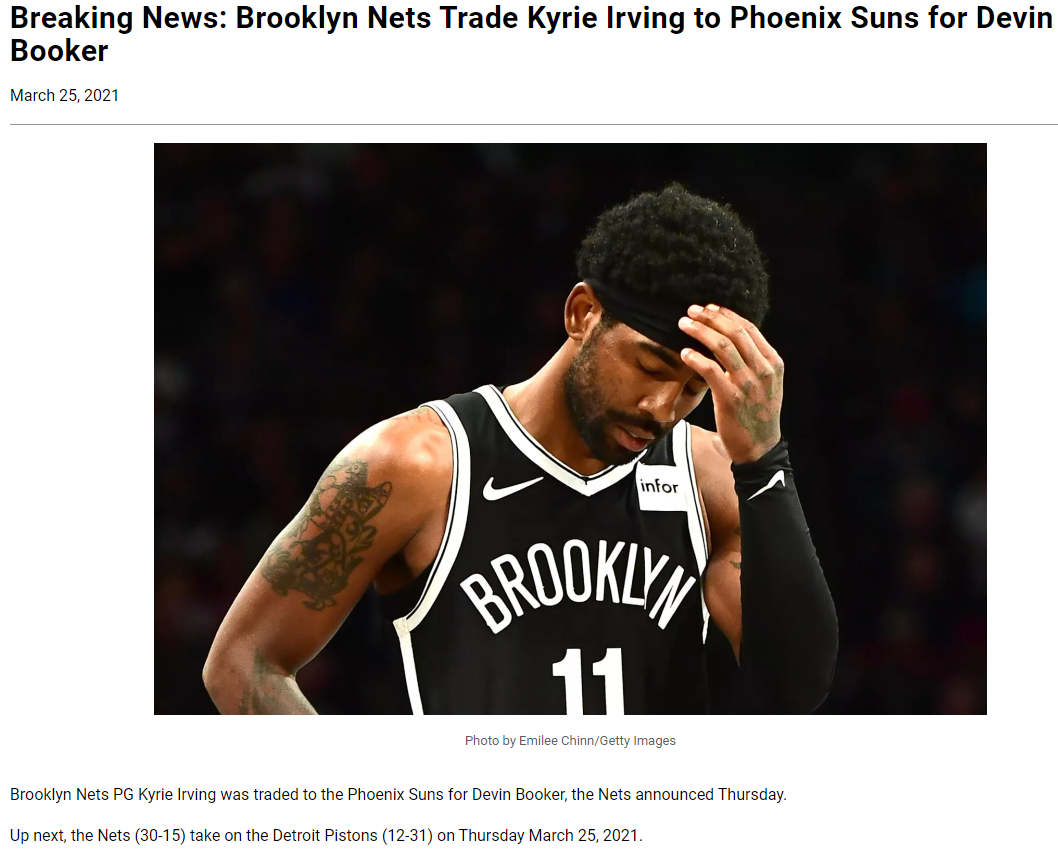 Breaking News: Brooklyn Nets Trade Kyrie Irving to Phoenix Suns for Devin
Booker
March 25, 2021
infor
BROOKLYN
11
Photo by Emilee Chinn/Getty Images
Brooklyn Nets PG Kyrie Irving was traded to the Phoenix Suns for Devin Booker, the Nets announced Thursday.
Up next, the Nets (30-15) take on the Detroit Pistons (12-31) on Thursday March 25, 2021.